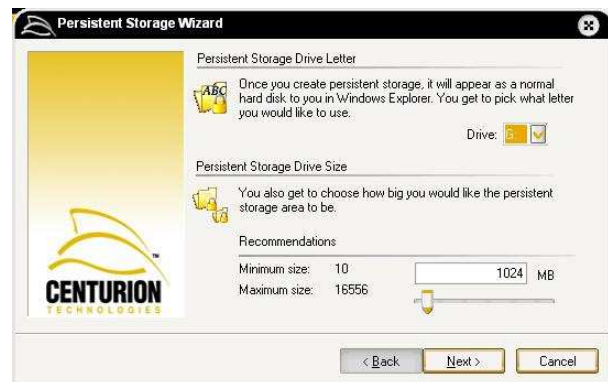 Persistent Storage Wizard
Persistent Storage Drive Letter
ABC
Once you create persistent storage, it will appear as a normal
hard disk to you in Windows Explorer. You get to pick what letter
you would like to use.
Drive: G:
Persistent Storage Drive Size
You also get to choose how big you would like the persistent
storage area to be.
Recommendations
Minimum size: 10
1024 MB
Maximum size: 16556
™
CENTURION
TECHNOLOGIES
< Back
Next >
Cancel